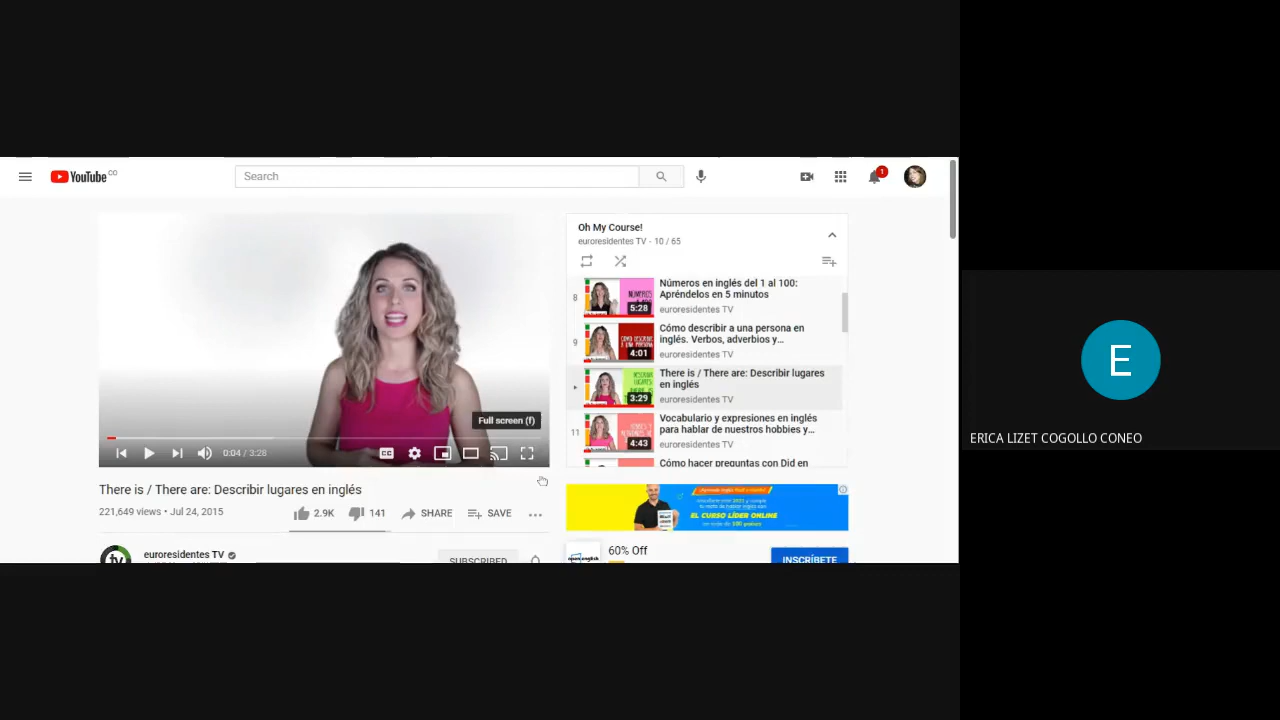 YouTube CO
Search
1
Full screen (f)
0:04 / 3:28
There is / There are: Describir lugares en inglés
221,649 views • Jul 24, 2015
2.9K
141
SHARE
SAVE
euroresidentes TV
SUBSCRIBED
Oh My Course!
euroresidentes TV - 10 / 65
8
5:28
Números en inglés del 1 al 100:
Apréndelos en 5 minutos
euroresidentes TV
9
4:01
Cómo describir a una persona en
inglés. Verbos, adverbios y...
euroresidentes TV
3:29
There is / There are: Describir lugares
en inglés
euroresidentes TV
11
4:43
Vocabulario y expresiones en inglés
para hablar de nuestros hobbies y...
euroresidentes TV
Cómo hacer preguntas con Did en
EL CURSO LÍDER ONLINE
60% Off
INSCRÍBETE
E
ERICA LIZET COGOLLO CONEO